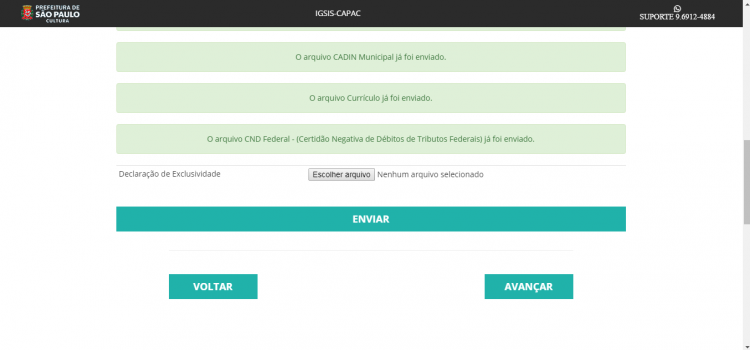 PREFEITURA DE
SÃO PAULO
CULTURA
IGSIS-CAPAC
SUPORTE 9.6912-4884
O arquivo CADIN Municipal já foi enviado.
O arquivo Currículo já foi enviado.
O arquivo CND Federal - (Certidão Negativa de Débitos de Tributos Federais) já foi enviado.
Declaração de Exclusividade Escolher arquivo Nenhum arquivo selecionado
ENVIAR
VOLTAR AVANÇAR